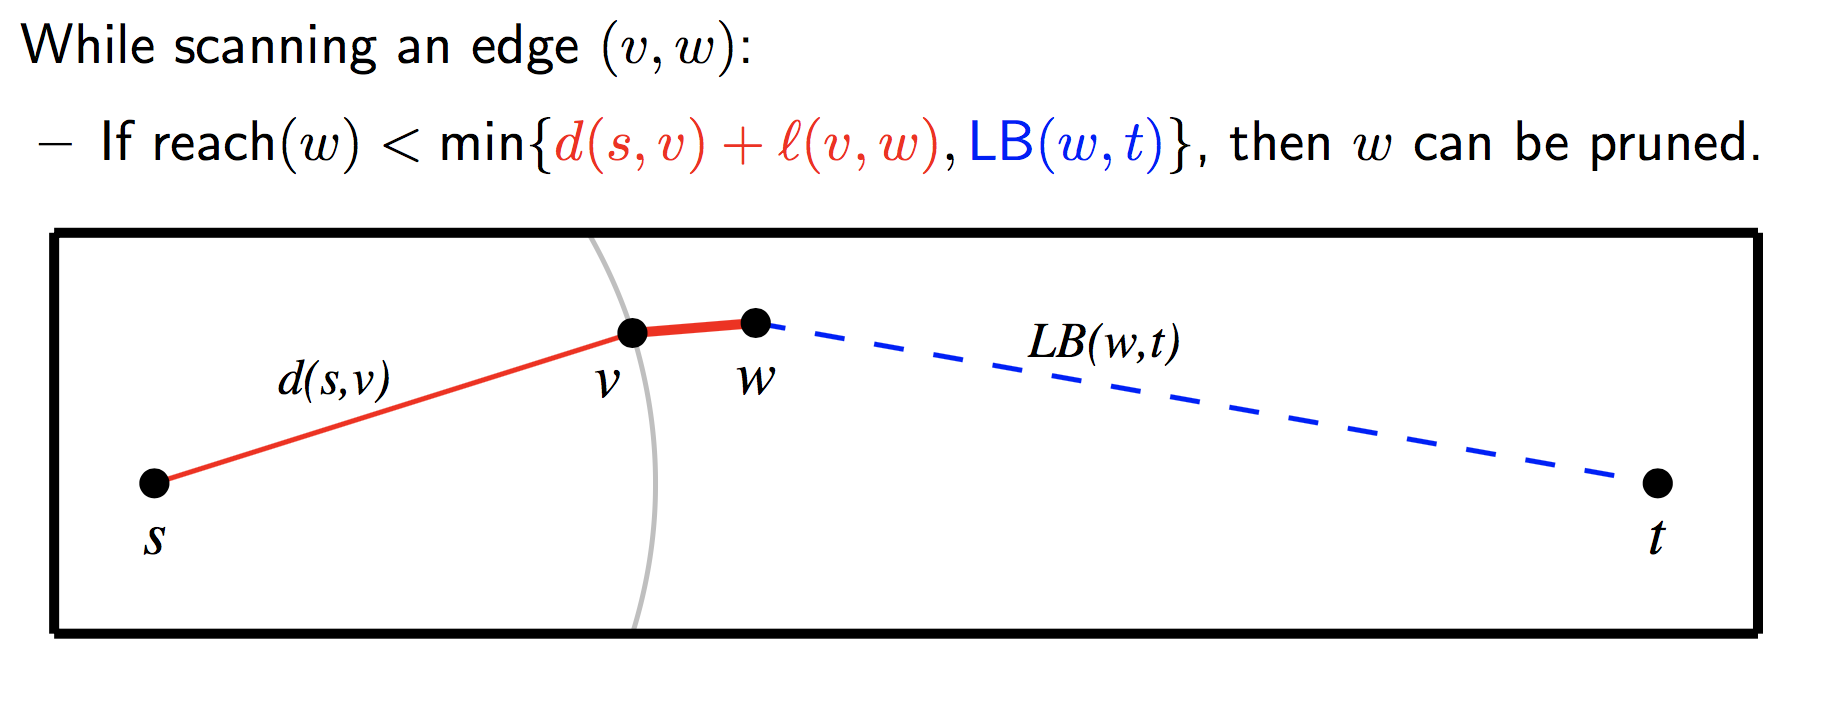 While scanning an edge (v, w):
– If reach(w) < min{d(s, v) + ℓ(v, w), LB(w, t)}, then w can be pruned.
LB(w,t)
d(s,v)
v
w
s
t